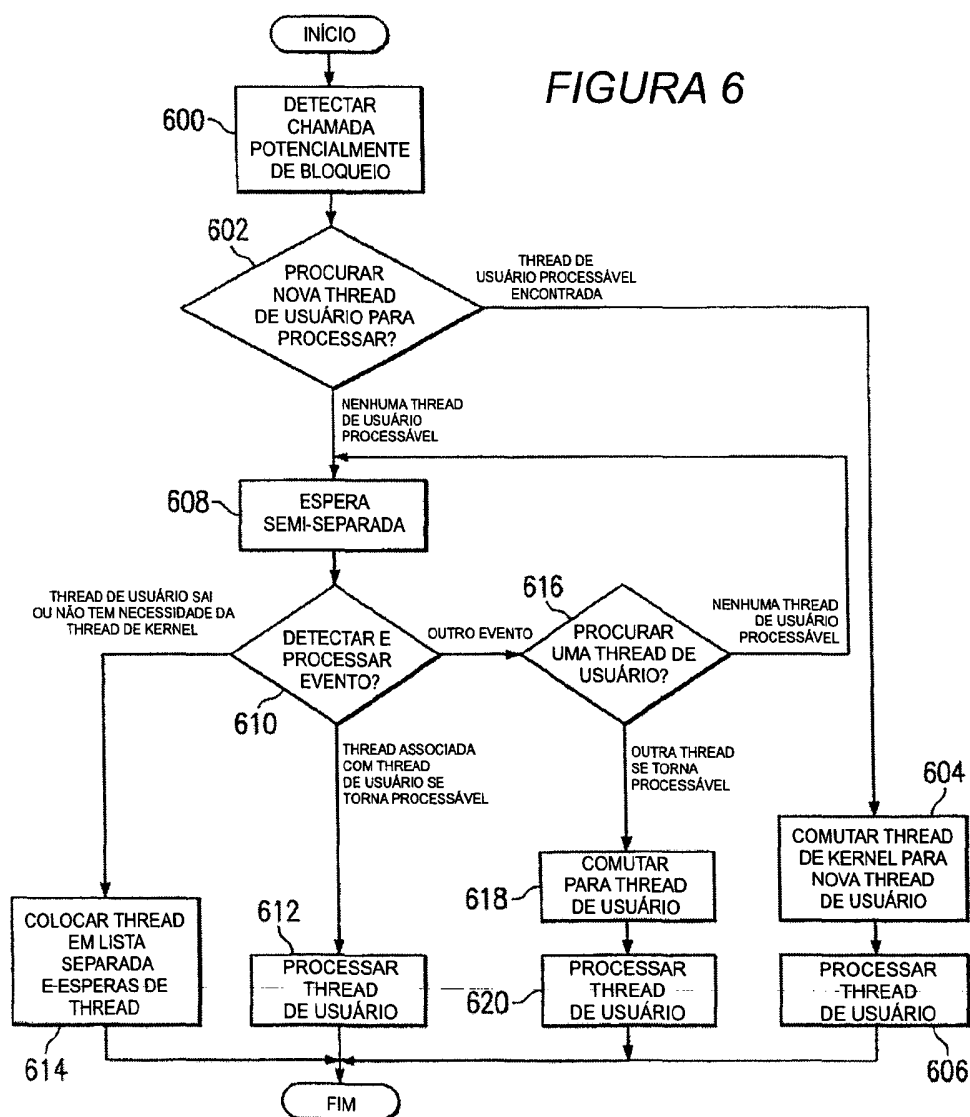 INÍCIO
FIGURA 6
600
DETECTAR
CHAMADA
POTENCIALMENTE
DE BLOQUEIO
602
PROCURAR
NOVA THREAD
DE USUÁRIO PARA
PROCESSAR?
THREAD DE
USUÁRIO PROCESSÁVEL
ENCONTRADA
NENHUMA THREAD
DE USUÁRIO
PROCESSÁVEL
608
ESPERA
SEMI-SEPARADA
THREAD DE USUÁRIO SAI
OU NÃO TEM NECESSIDADE DA
THREAD DE KERNEL
DETECTAR E
PROCESSAR
EVENTO?
610
OUTRO EVENTO
616
PROCURAR
UMA THREAD DE
USUÁRIO?
NENHUMA THREAD
DE USUÁRIO
PROCESSÁVEL
THREAD ASSOCIADA
COM THREAD
DE USUÁRIO SE
TORNA PROCESSÁVEL
OUTRA THREAD
SE TORNA
PROCESSÁVEL
604
COMUTAR THREAD
DE KERNEL PARA
NOVA THREAD
DE USUÁRIO
618
COMUTAR
PARA THREAD
DE USUÁRIO
COLOCAR THREAD
EM LISTA
SEPARADA
E-ESPERAS DE
THREAD
614
612
PROCESSAR
THREAD
DE USUÁRIO
620
PROCESSAR
THREAD
DE USUÁRIO
PROCESSAR
THREAD
DE USUÁRIO
606
FIM